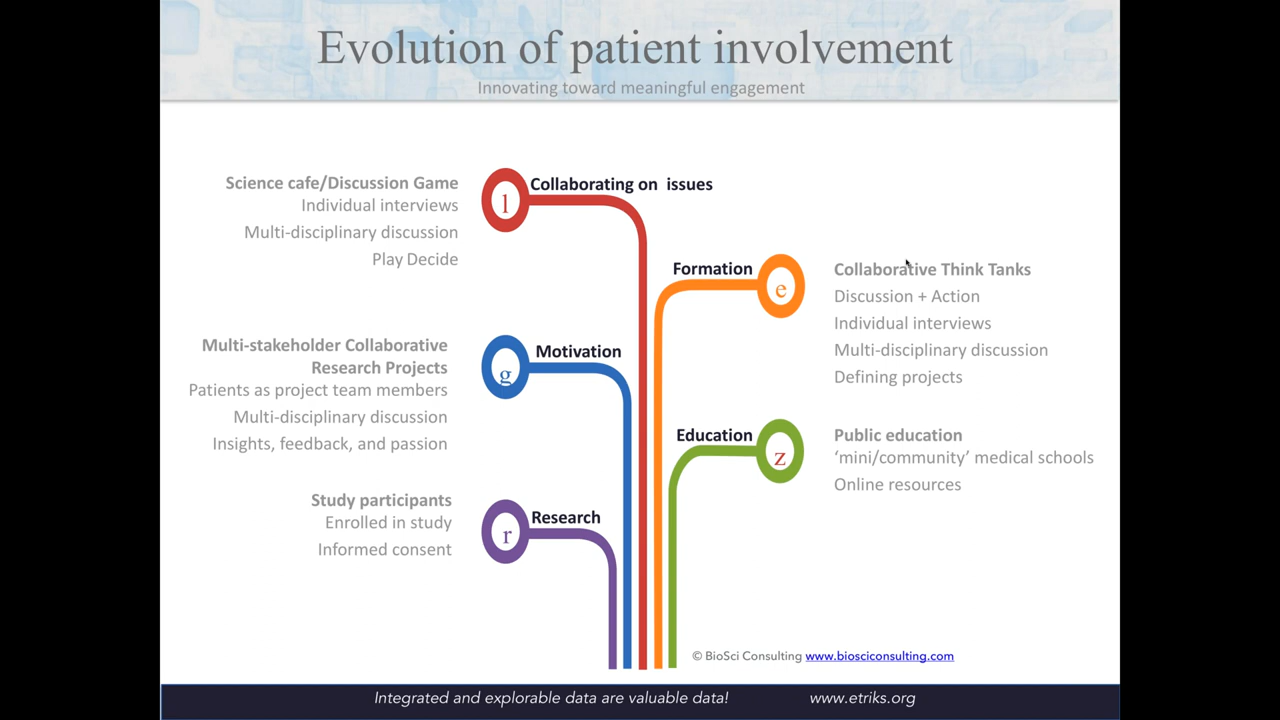 Evolution of patient involvement
Innovating toward meaningful engagement
Science cafe/Discussion Game
Individual interviews
Multi-disciplinary discussion
Play Decide
l
Collaborating on issues
Formation
e
Collaborative Think Tanks
Discussion + Action
Individual interviews
Multi-disciplinary discussion
Defining projects
Multi-stakeholder Collaborative
Research Projects
Patients as project team members
Multi-disciplinary discussion
Insights, feedback, and passion
g
Motivation
Education
z
Public education
‘mini/community’ medical schools
Online resources
Study participants
Enrolled in study
Informed consent
r
Research
© BioSci Consulting www.biosciconsulting.com
Integrated and explorable data are valuable data! www.etriks.org